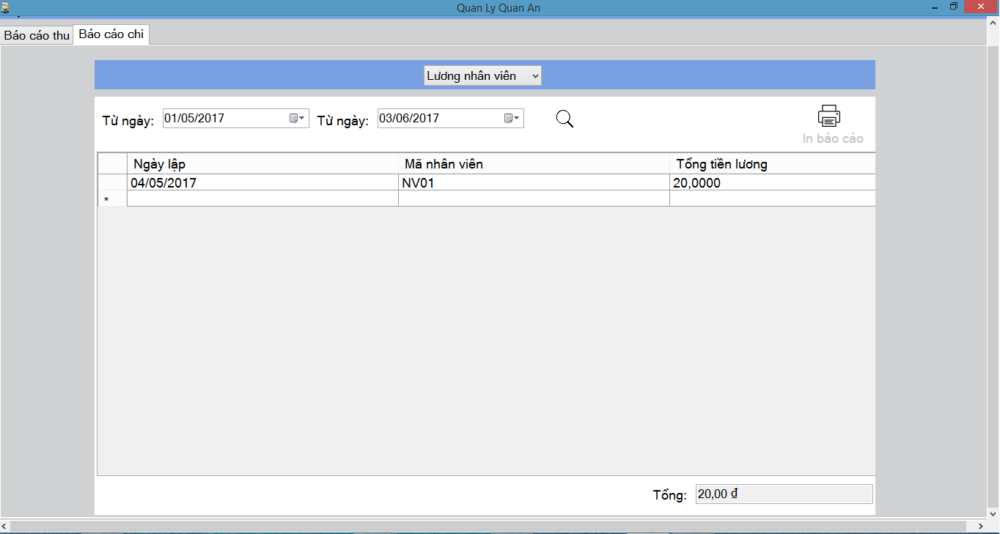 Quan Ly Quan An
Báo cáo thu Báo cáo chi
Lương nhân viên
Từ ngày: 01/05/2017 Từ ngày: 03/06/2017
In báo cáo
Ngày lập Mã nhân viên Tổng tiền lương
04/05/2017 NV01 20,0000
*
Tổng: 20,00 ₫